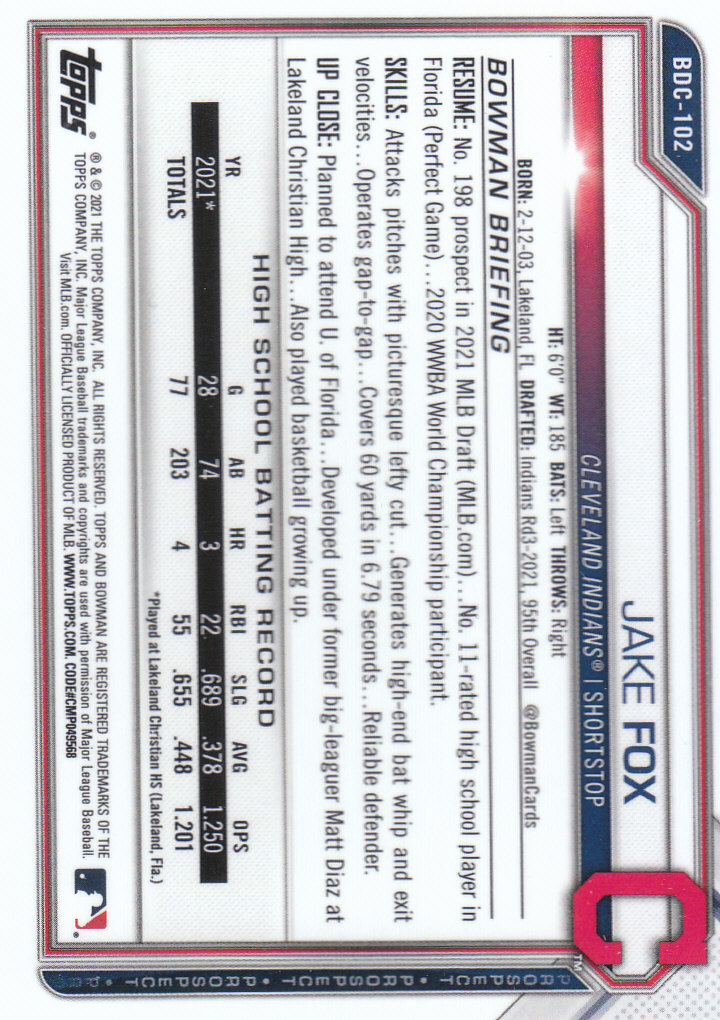 BDC-102
JAKE FOX
CLEVELAND INDIANS® | SHORTSTOP
HT: 6'0" WT: 185 BATS: Left THROWS: Right
BORN: 2-12-03, Lakeland, FL DRAFTED: Indians Rd3-2021, 95th Overall @BowmanCards
BOWMAN BRIEFING
RESUME: No. 198 prospect in 2021 MLB Draft (MLB.com)...No. 11-rated high school player in
Florida (Perfect Game)...2020 WWBA World Championship participant.
SKILLS: Attacks pitches with picturesque lefty cut...Generates high-end bat whip and exit
velocities...Operates gap-to-gap...Covers 60 yards in 6.79 seconds...Reliable defender.
UP CLOSE: Planned to attend U. of Florida...Developed under former big-leaguer Matt Diaz at
Lakeland Christian High...Also played basketball growing up.
HIGH SCHOOL BATTING RECORD
YR G AB HR RBI SLG AVG OPS
2021* 28 74 3 22 .689 .378 1.250
TOTALS 77 203 4 55 .655 .448 1.201
*Played at Lakeland Christian HS (Lakeland, Fla.)
topps®
® & © 2021 THE TOPPS COMPANY, INC. ALL RIGHTS RESERVED. TOPPS AND BOWMAN ARE REGISTERED TRADEMARKS OF THE
TOPPS COMPANY, INC. Major League Baseball trademarks and copyrights are used with permission of Major League Baseball.
Visit MLB.com. OFFICIALLY LICENSED PRODUCT OF MLB. WWW.TOPPS.COM. CODE#CMP049568
C
TM
PROSPECT • PROSPECT • PROSPECT • P